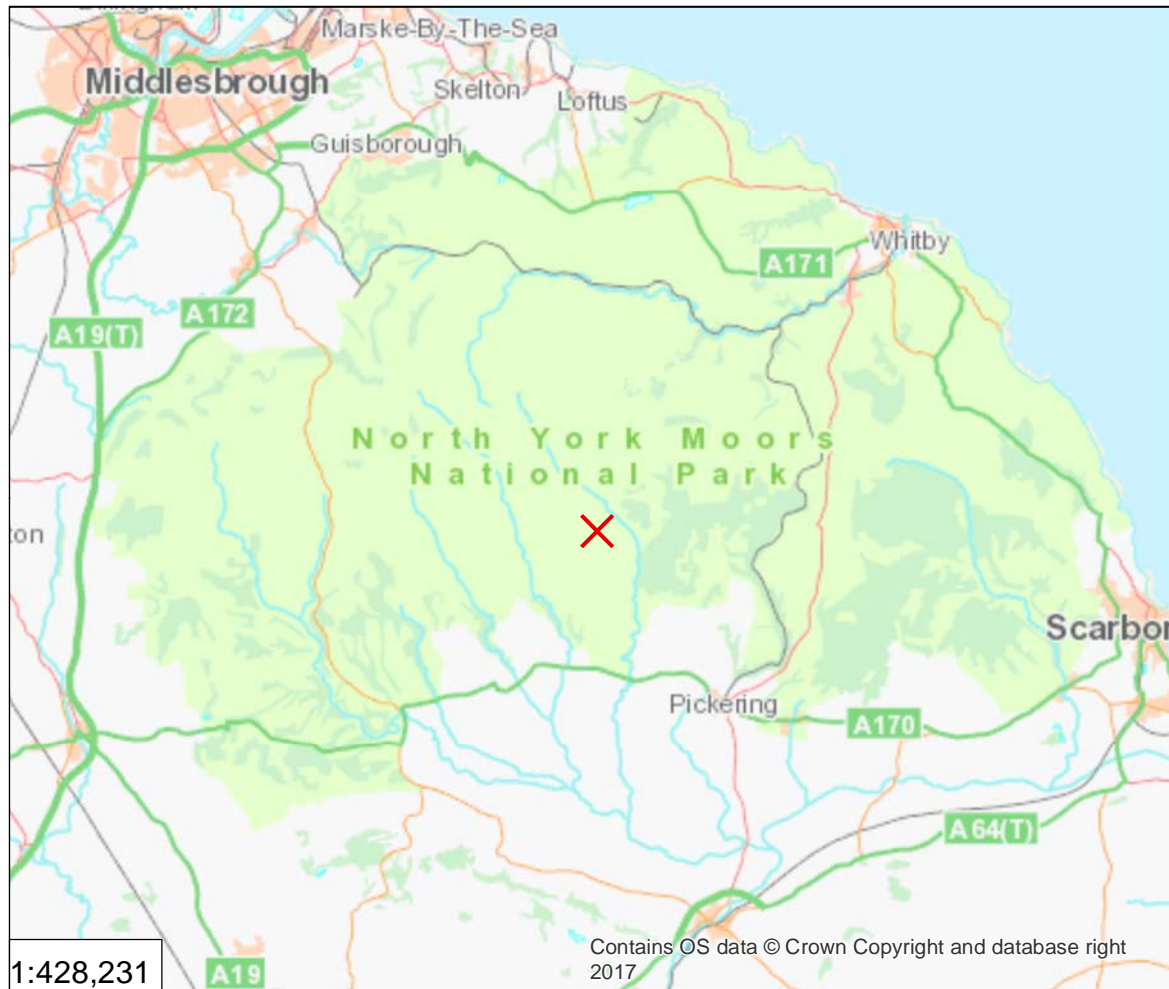 Marske-By-The-Sea
Middlesbrough
Skelton
Loftus
Guisborough
Whitby
A171
A172
A19(T)
North York Moors
National Park
ton
Scarbor
Pickering
A170
A64(T)
Contains OS data © Crown Copyright and database right
2017
1:428,231
A19